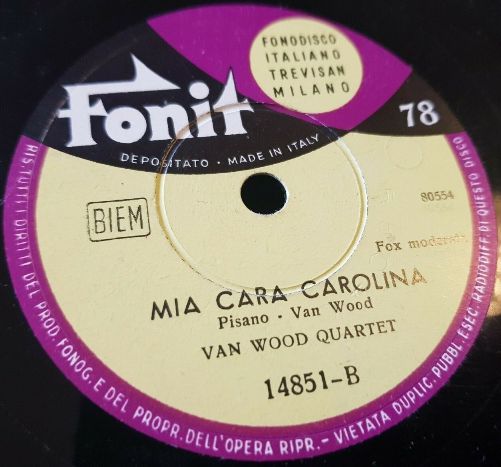 FONODISCO
ITALIANO
TREVISAN
MILANO
Fonit
78
DEPOSITATO · MADE IN ITALY
BIEM
80554
Fox moderato
MIA CARA CAROLINA
Pisano - Van Wood
VAN WOOD QUARTET
14851-B
RIS. TUTTI I DIRITTI DEL PROD. FONOG. E DEL PROPR. DELL'OPERA RIPR. - VIETATA DUPLIC. PUBBL. ESEC. RADIODIFF. DI QUESTO DISCO